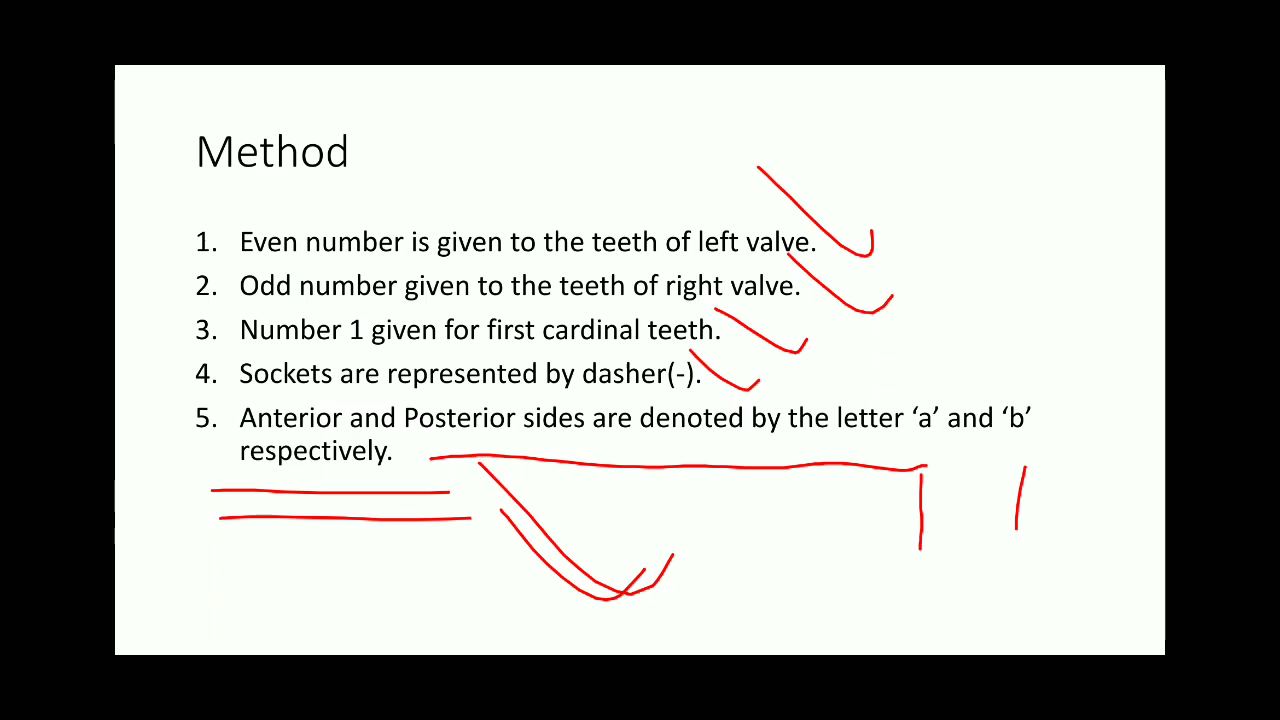 Method
1. Even number is given to the teeth of left valve.
2. Odd number given to the teeth of right valve.
3. Number 1 given for first cardinal teeth.
4. Sockets are represented by dasher(-).
5. Anterior and Posterior sides are denoted by the letter ‘a’ and ‘b’
respectively.